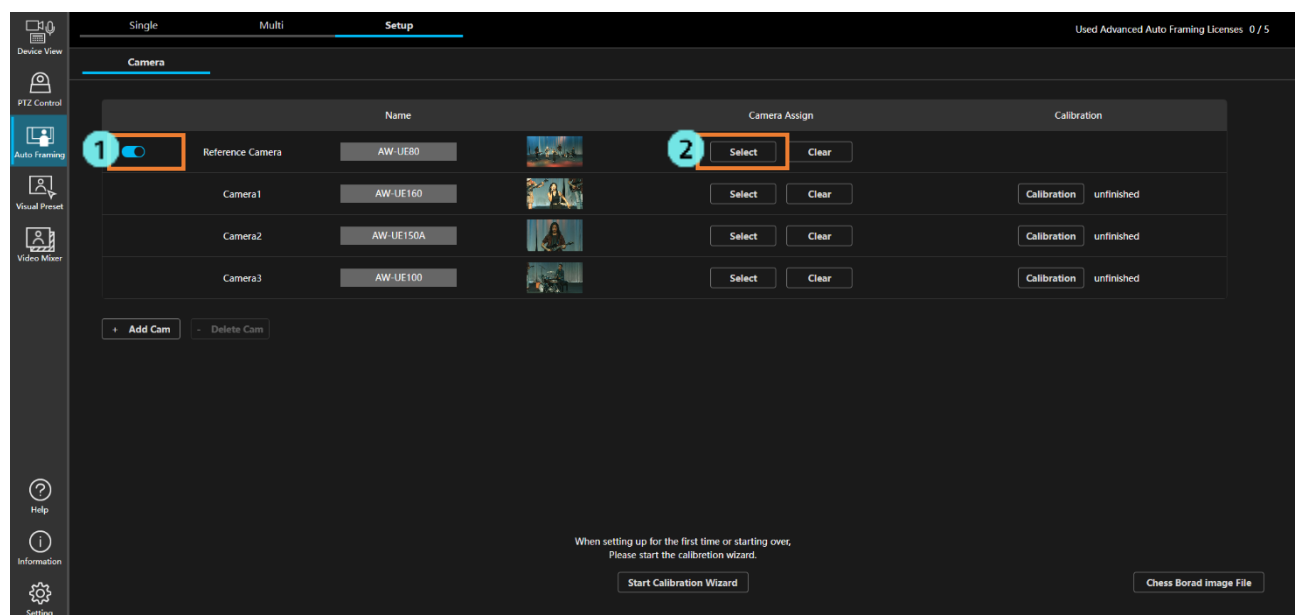 Device View
PTZ Control
Auto Framing
Visual Preset
Video Mixer
Help
Information
Setting
Single Multi Setup
Used Advanced Auto Framing Licenses 0 / 5
Camera
Name Camera Assign Calibration
1 Reference Camera AW-UE80 2 Select Clear
Camera1 AW-UE160 Select Clear Calibration unfinished
Camera2 AW-UE150A Select Clear Calibration unfinished
Camera3 AW-UE100 Select Clear Calibration unfinished
+ Add Cam - Delete Cam
When setting up for the first time or starting over,
Please start the calibretion wizard.
Start Calibration Wizard Chess Borad image File